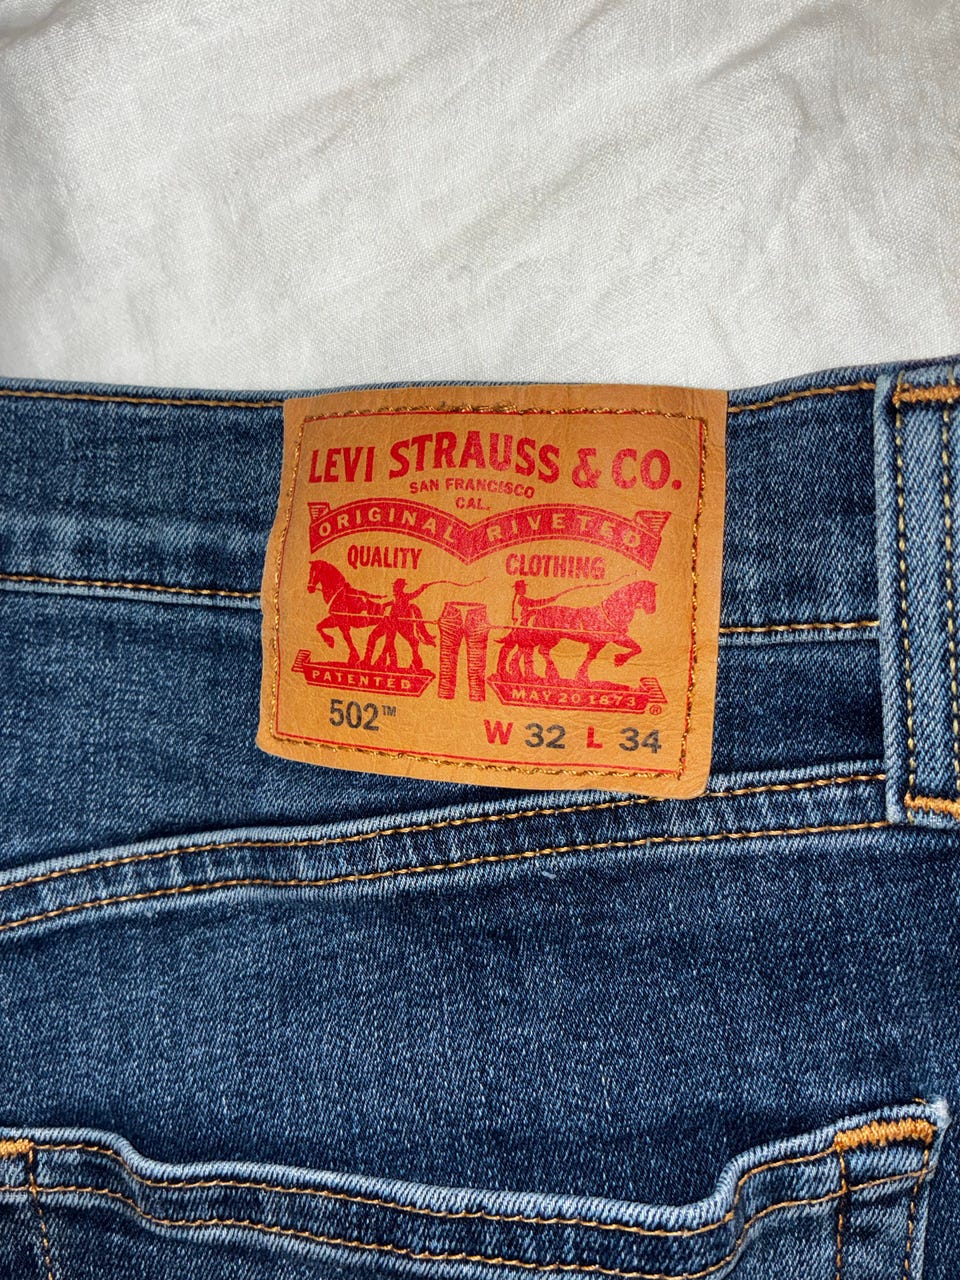 LEVI STRAUSS & CO.
SAN FRANCISCO
CAL.
ORIGINAL RIVETED
QUALITY CLOTHING
PATENTED MAY 20 1873 ®
502™ W 32 L 34